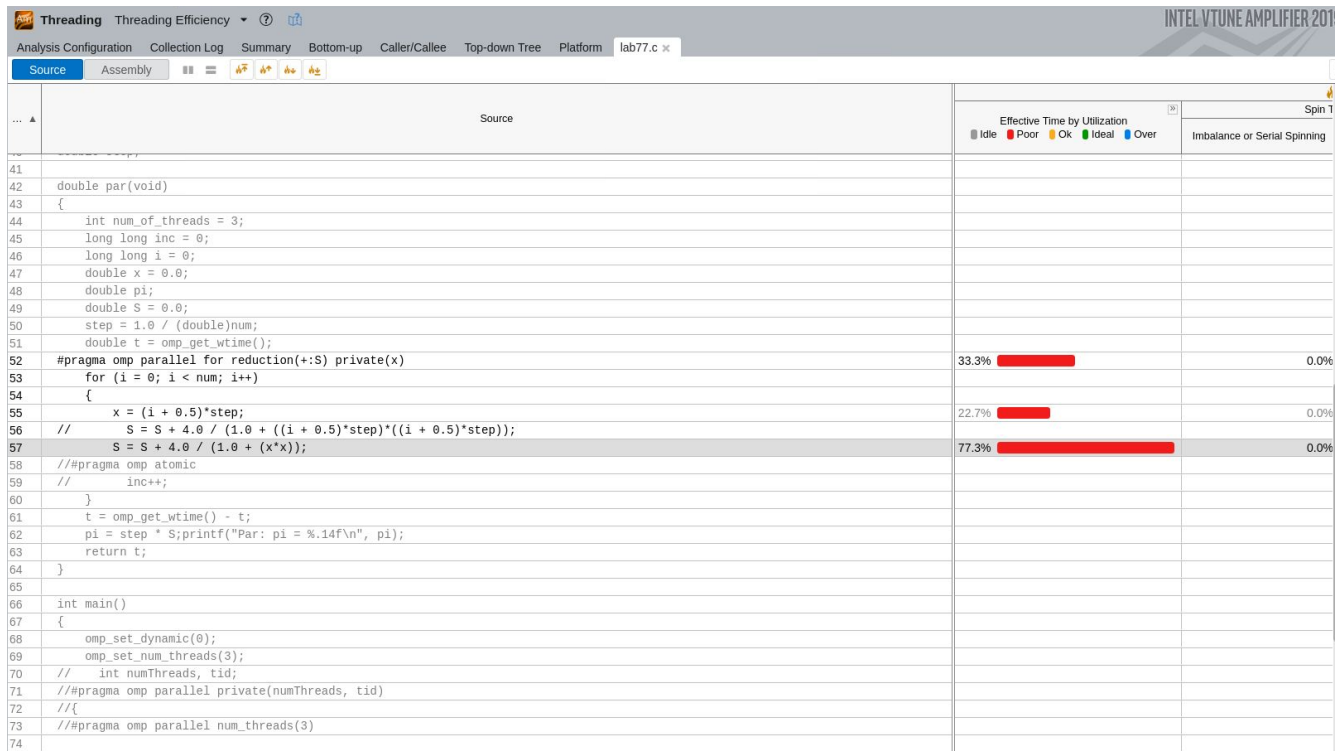 Threading Threading Efficiency
INTEL VTUNE AMPLIFIER 2019
Analysis Configuration Collection Log Summary Bottom-up Caller/Callee Top-down Tree Platform lab77.c
Source Assembly
... Source
Spin T
Effective Time by Utilization
Idle Poor Ok Ideal Over
Imbalance or Serial Spinning
41
42 double par(void)
43 {
44 int num_of_threads = 3;
45 long long inc = 0;
46 long long i = 0;
47 double x = 0.0;
48 double pi;
49 double S = 0.0;
50 step = 1.0 / (double)num;
51 double t = omp_get_wtime();
52 #pragma omp parallel for reduction(+:S) private(x) 33.3% 0.0%
53 for (i = 0; i < num; i++)
54 {
55 x = (i + 0.5)*step; 22.7% 0.0%
56 // S = S + 4.0 / (1.0 + ((i + 0.5)*step)*((i + 0.5)*step));
57 S = S + 4.0 / (1.0 + (x*x)); 77.3% 0.0%
58 //#pragma omp atomic
59 // inc++;
60 }
61 t = omp_get_wtime() - t;
62 pi = step * S;printf("Par: pi = %.14f\n", pi);
63 return t;
64 }
65
66 int main()
67 {
68 omp_set_dynamic(0);
69 omp_set_num_threads(3);
70 // int numThreads, tid;
71 //#pragma omp parallel private(numThreads, tid)
72 //{
73 //#pragma omp parallel num_threads(3)
74